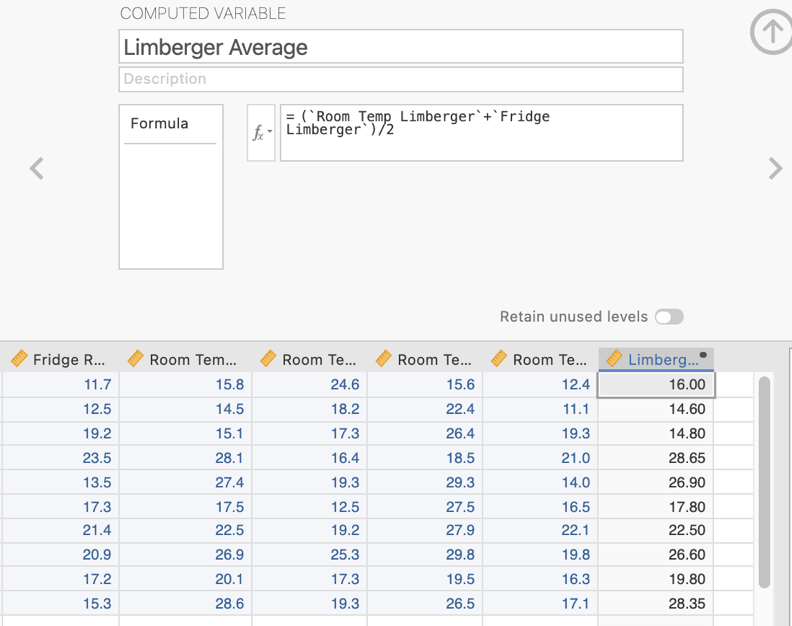 COMPUTED VARIABLE
Limberger Average
Description
Formula
fx
= (`Room Temp Limberger`+`Fridge
Limberger`)/2
Retain unused levels
Fridge R... Room Tem... Room Te... Room Te... Room Te... Limberg...
11.7 15.8 24.6 15.6 12.4 16.00
12.5 14.5 18.2 22.4 11.1 14.60
19.2 15.1 17.3 26.4 19.3 14.80
23.5 28.1 16.4 18.5 21.0 28.65
13.5 27.4 19.3 29.3 14.0 26.90
17.3 17.5 12.5 27.5 16.5 17.80
21.4 22.5 19.2 27.9 22.1 22.50
20.9 26.9 25.3 29.8 19.8 26.60
17.2 20.1 17.3 19.5 16.3 19.80
15.3 28.6 19.3 26.5 17.1 28.35